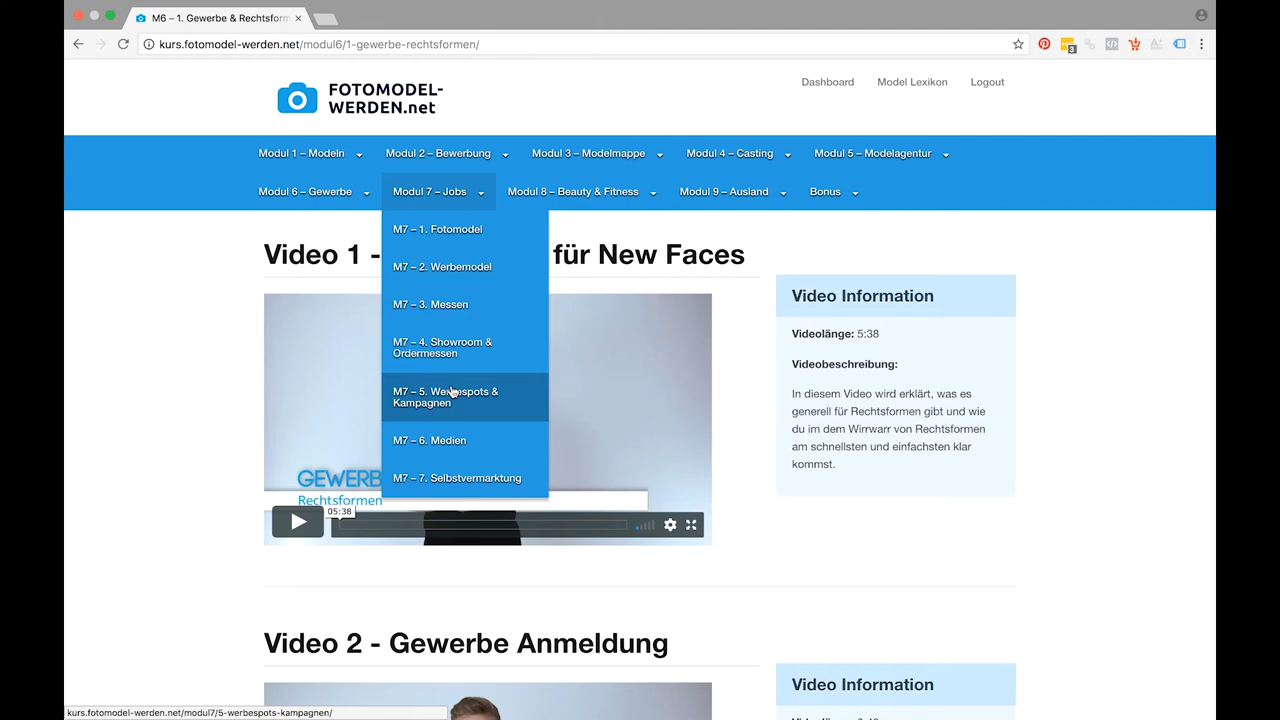 M6 – 1. Gewerbe & Rechtsform
kurs.fotomodel-werden.net/modul6/1-gewerbe-rechtsformen/
3
FOTOMODEL-
WERDEN.net
Dashboard Model Lexikon Logout
Modul 1 – Modeln Modul 2 – Bewerbung Modul 3 – Modelmappe Modul 4 – Casting Modul 5 – Modelagentur
Modul 6 – Gewerbe Modul 7 – Jobs Modul 8 – Beauty & Fitness Modul 9 – Ausland Bonus
M7 – 1. Fotomodel
M7 – 2. Werbemodel
M7 – 3. Messen
M7 – 4. Showroom &
Ordermessen
M7 – 5. Werbespots &
Kampagnen
M7 – 6. Medien
M7 – 7. Selbstvermarktung
Video 1 - für New Faces
GEWERB
Rechtsformen
05:38
Video Information
Videolänge: 5:38
Videobeschreibung:
In diesem Video wird erklärt, was es
generell für Rechtsformen gibt und wie
du im dem Wirrwarr von Rechtsformen
am schnellsten und einfachsten klar
kommst.
Video 2 - Gewerbe Anmeldung
Video Information
kurs.fotomodel-werden.net/modul7/5-werbespots-kampagnen/